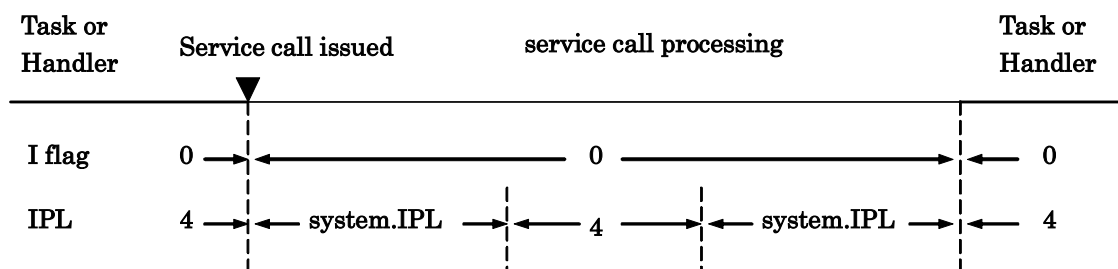 Task or
Handler
Service call issued
service call processing
Task or
Handler
I flag 0 0 0
IPL 4 system.IPL 4 system.IPL 4